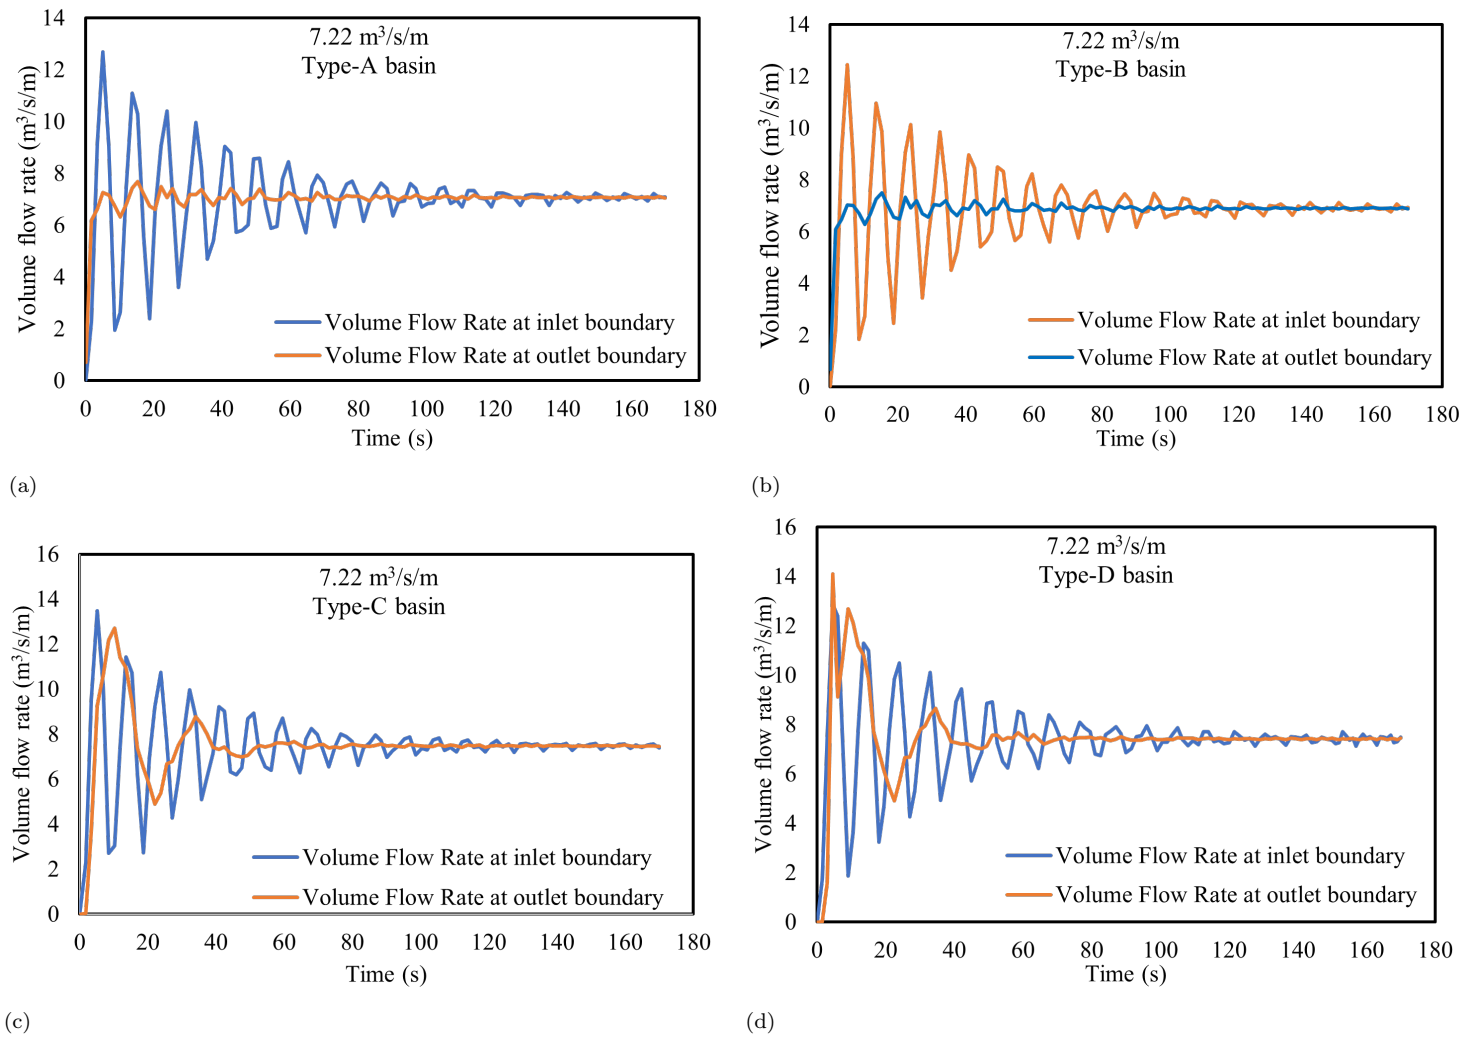 7.22 m³/s/m
Type-A basin
Volume flow rate (m³/s/m)
14
12
10
8
6
4
2
0
Volume Flow Rate at inlet boundary
Volume Flow Rate at outlet boundary
0 20 40 60 80 100 120 140 160 180
Time (s)
(a)
7.22 m³/s/m
Type-B basin
Volume flow rate (m³/s/m)
14
12
10
8
6
4
2
0
Volume Flow Rate at inlet boundary
Volume Flow Rate at outlet boundary
0 20 40 60 80 100 120 140 160 180
Time (s)
(b)
7.22 m³/s/m
Type-C basin
Volume flow rate (m³/s/m)
16
14
12
10
8
6
4
2
0
Volume Flow Rate at inlet boundary
Volume Flow Rate at outlet boundary
0 20 40 60 80 100 120 140 160 180
Time (s)
(c)
7.22 m³/s/m
Type-D basin
Volume flow rate (m³/s/m)
16
14
12
10
8
6
4
2
0
Volume Flow Rate at inlet boundary
Volume Flow Rate at outlet boundary
0 20 40 60 80 100 120 140 160 180
Time (s)
(d)